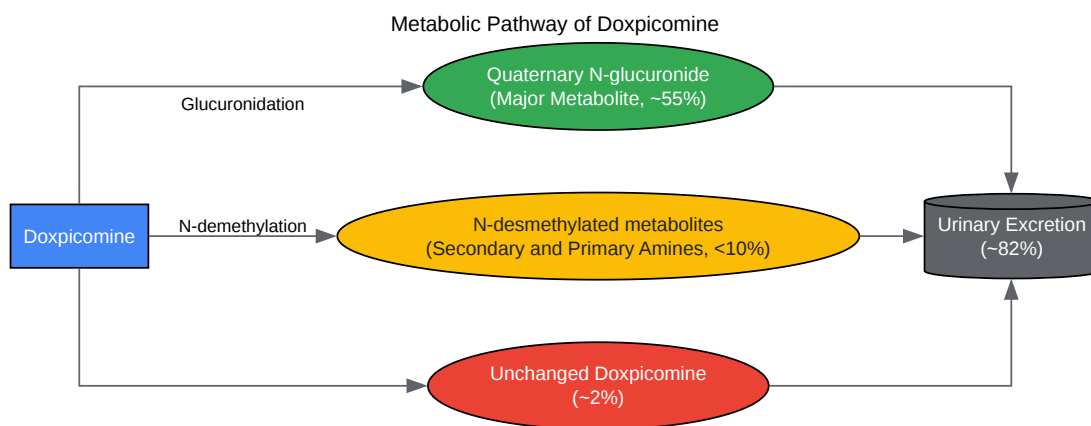 Metabolic Pathway of Doxpicomine
Quaternary N-glucuronide
(Major Metabolite, ~55%)
Glucuronidation
Doxpicomine
N-demethylation
N-desmethylated metabolites
(Secondary and Primary Amines, <10%)
Urinary Excretion
(~82%)
Unchanged Doxpicomine
(~2%)